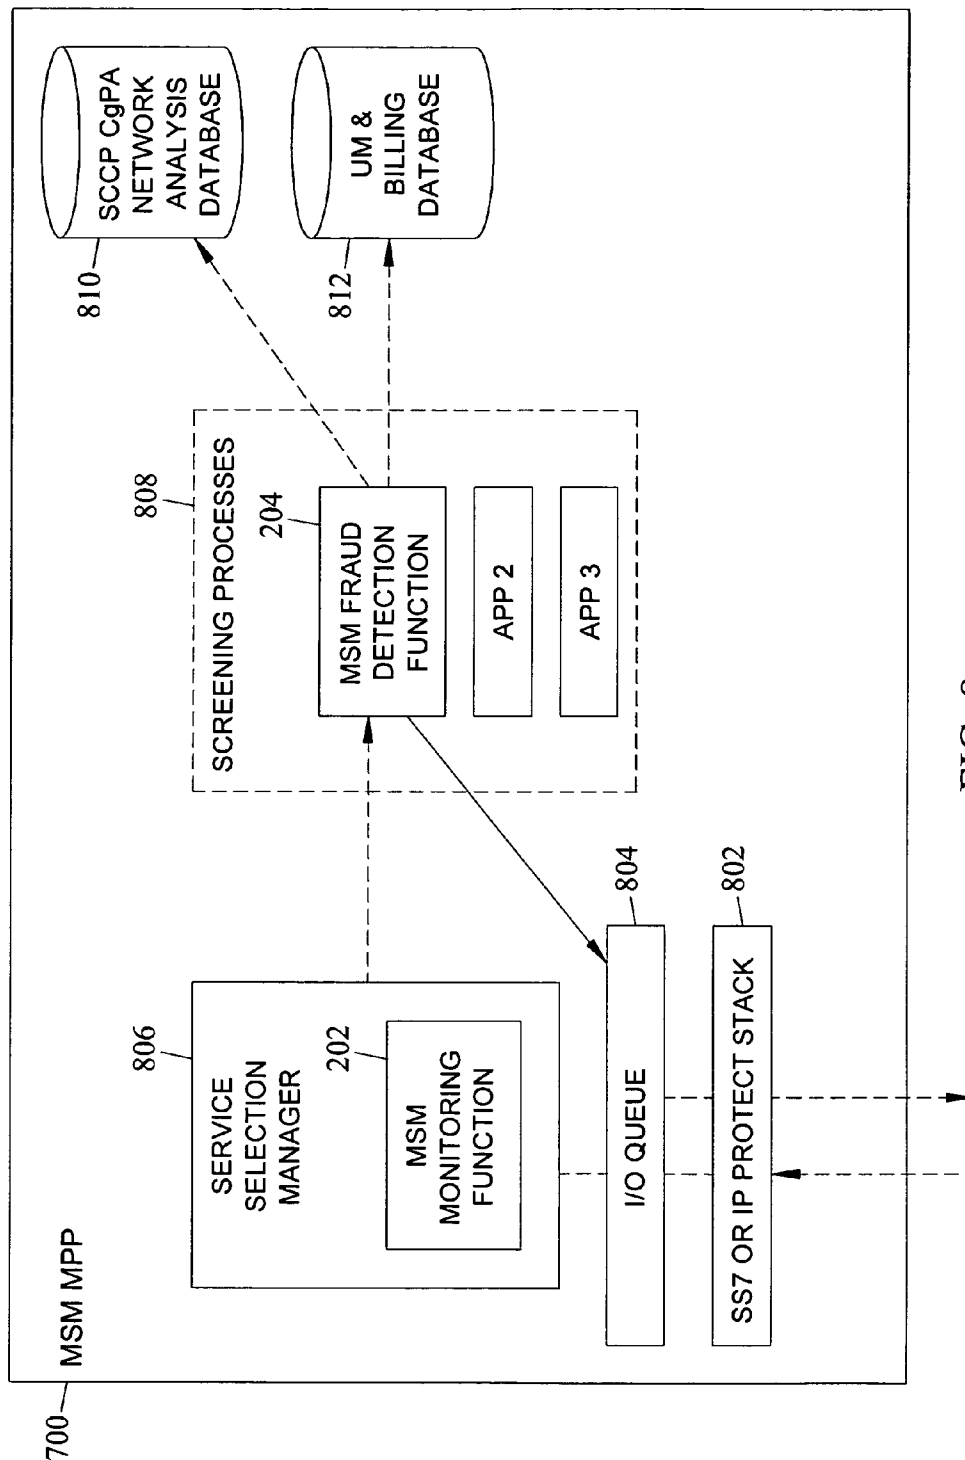 700
MSM MPP
806
SERVICE
SELECTION
MANAGER
202
MSM
MONITORING
FUNCTION
I/O QUEUE
804
SS7 OR IP PROTECT STACK
802
808
SCREENING PROCESSES
204
MSM FRAUD
DETECTION
FUNCTION
APP 2
APP 3
810
SCCP CgPA
NETWORK
ANALYSIS
DATABASE
812
UM &
BILLING
DATABASE